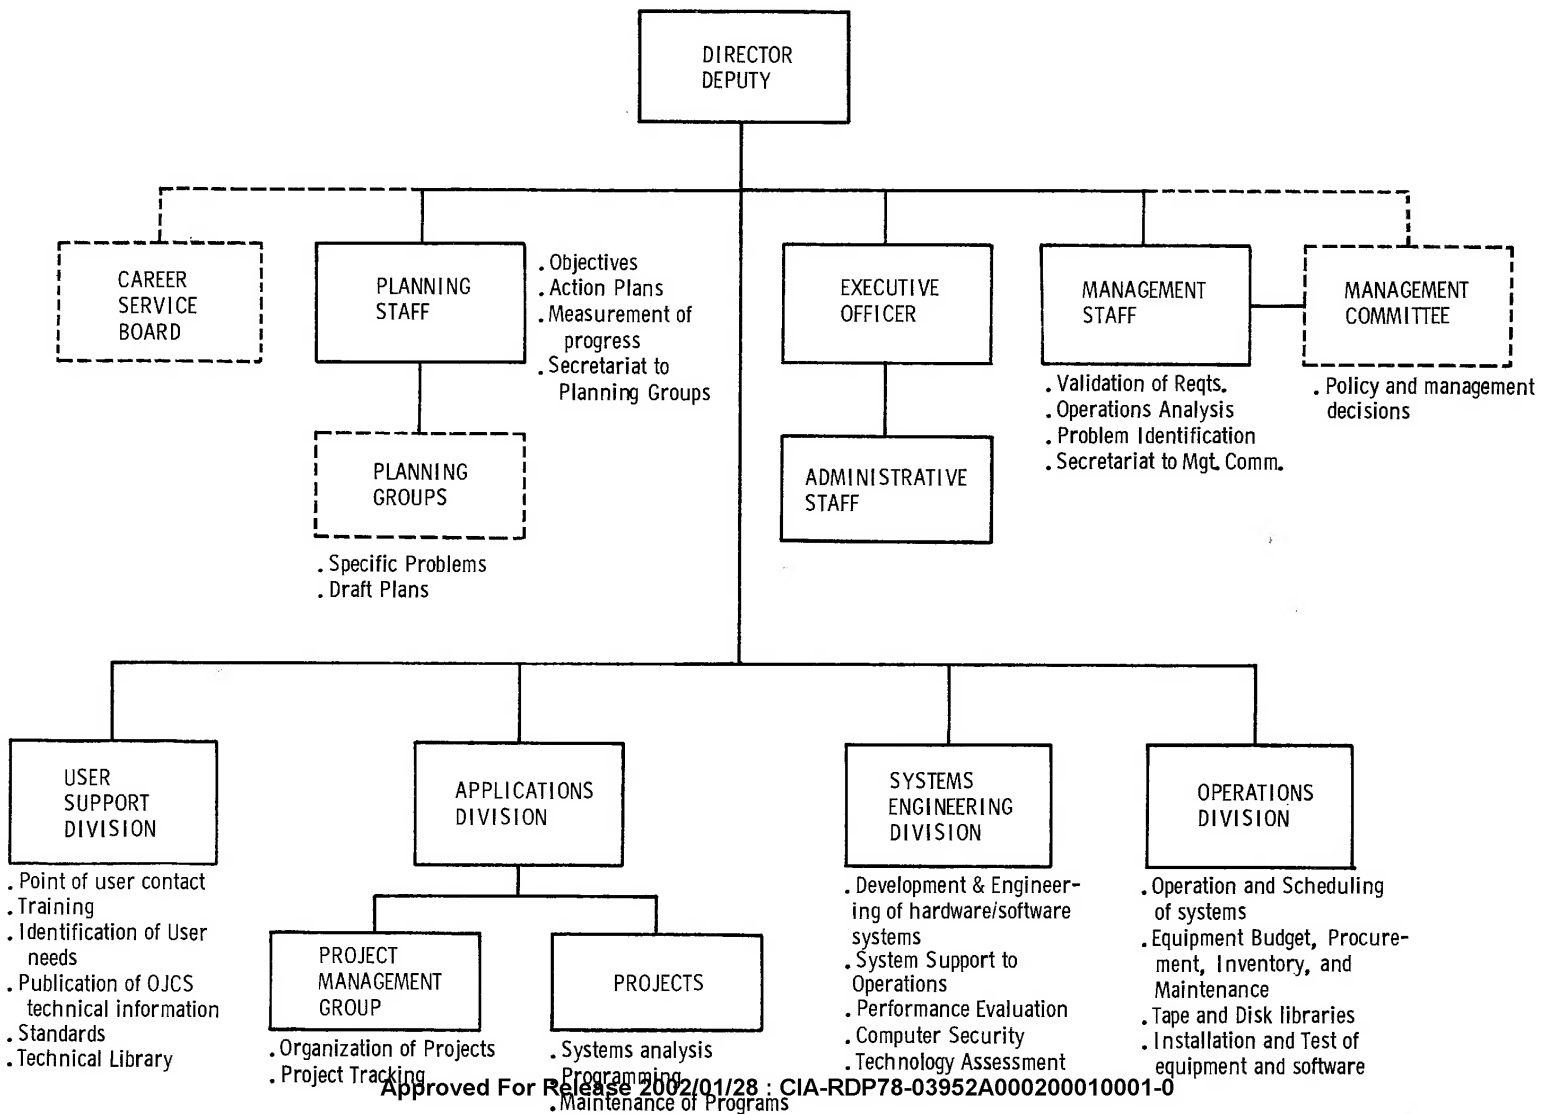 DIRECTOR
DEPUTY
CAREER
SERVICE
BOARD
PLANNING
STAFF
. Objectives
. Action Plans
. Measurement of
progress
. Secretariat to
Planning Groups
EXECUTIVE
OFFICER
MANAGEMENT
STAFF
MANAGEMENT
COMMITTEE
. Validation of Reqts.
. Operations Analysis
. Problem Identification
. Secretariat to Mgt. Comm.
. Policy and management
decisions
PLANNING
GROUPS
. Specific Problems
. Draft Plans
ADMINISTRATIVE
STAFF
USER
SUPPORT
DIVISION
. Point of user contact
. Training
. Identification of User
needs
. Publication of OJCS
technical information
. Standards
. Technical Library
APPLICATIONS
DIVISION
PROJECT
MANAGEMENT
GROUP
. Organization of Projects
. Project Tracking
PROJECTS
. Systems analysis
. Programming
. Maintenance of Programs
SYSTEMS
ENGINEERING
DIVISION
. Development & Engineer-
ing of hardware/software
systems
. System Support to
Operations
. Performance Evaluation
. Computer Security
. Technology Assessment
OPERATIONS
DIVISION
. Operation and Scheduling
of systems
. Equipment Budget, Procure-
ment, Inventory, and
Maintenance
. Tape and Disk libraries
. Installation and Test of
equipment and software
Approved For Release 2002/01/28 : CIA-RDP78-03952A000200010001-0